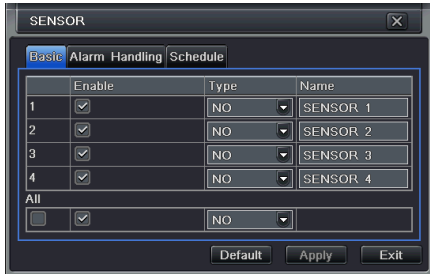 SENSOR
Basic Alarm Handling Schedule
Enable Type Name
1 NO SENSOR 1
2 NO SENSOR 2
3 NO SENSOR 3
4 NO SENSOR 4
All
NO
Default Apply Exit